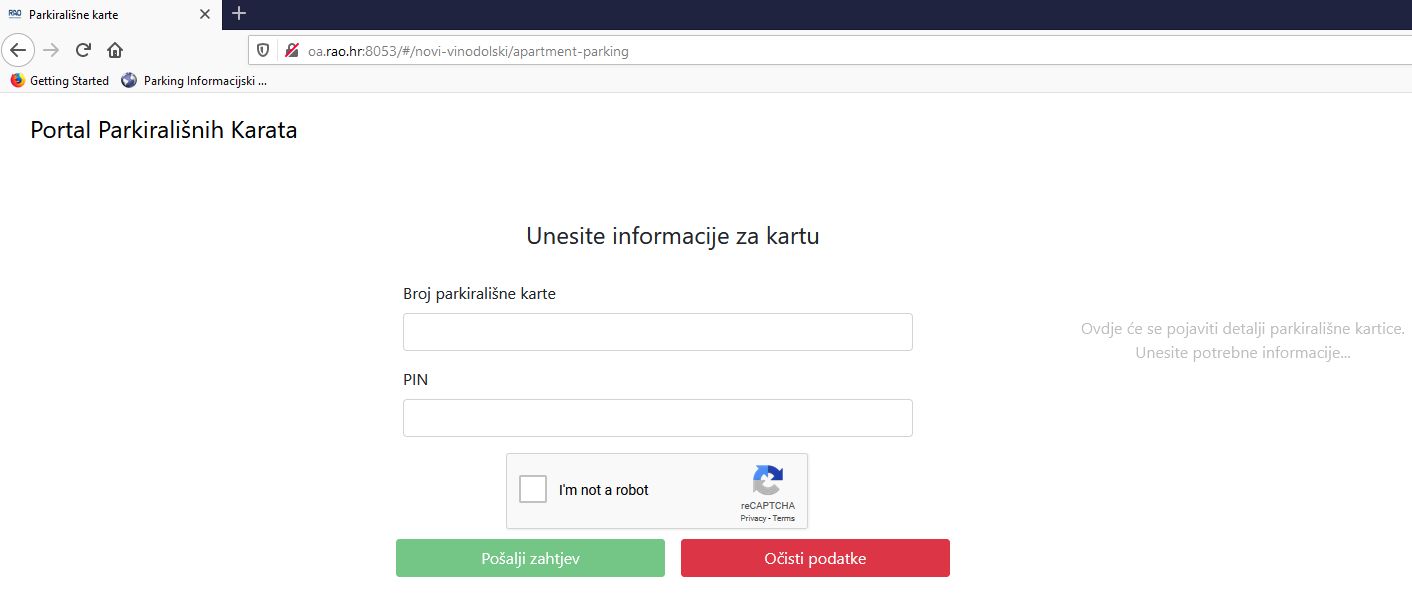 RAO Parkirališne karte
oa.rao.hr:8053/#/novi-vinodolski/apartment-parking
Getting Started Parking Informacijski ...
Portal Parkirališnih Karata
Unesite informacije za kartu
Broj parkirališne karte
Ovdje će se pojaviti detalji parkirališne kartice.
Unesite potrebne informacije...
PIN
I'm not a robot
reCAPTCHA
Privacy - Terms
Pošalji zahtjev Očisti podatke